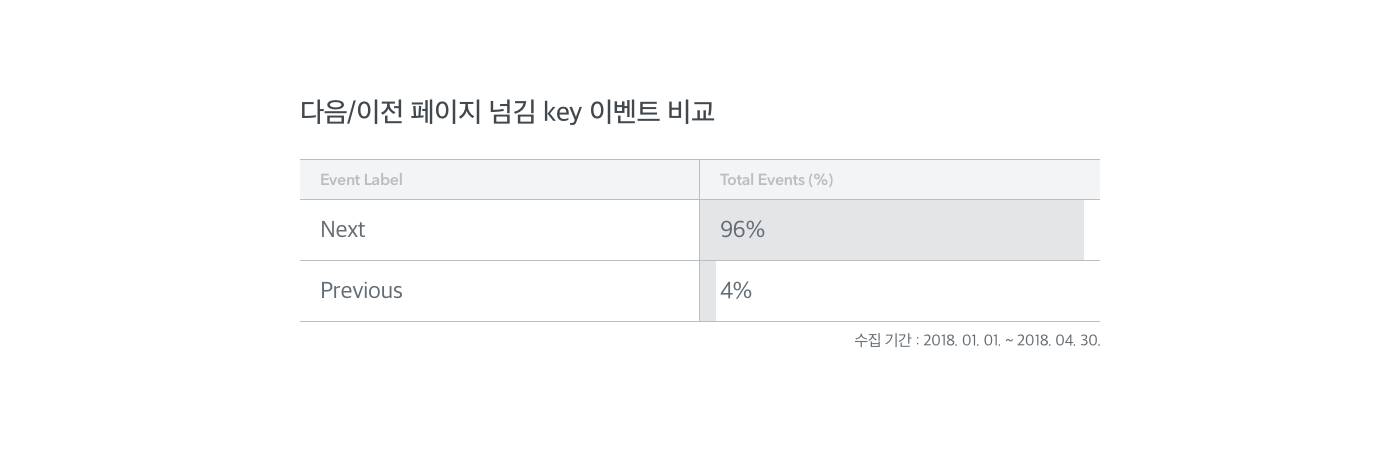 다음/이전 페이지 넘김 key 이벤트 비교
Event Label Total Events (%)
Next 96%
Previous 4%
수집 기간 : 2018. 01. 01. ~ 2018. 04. 30.